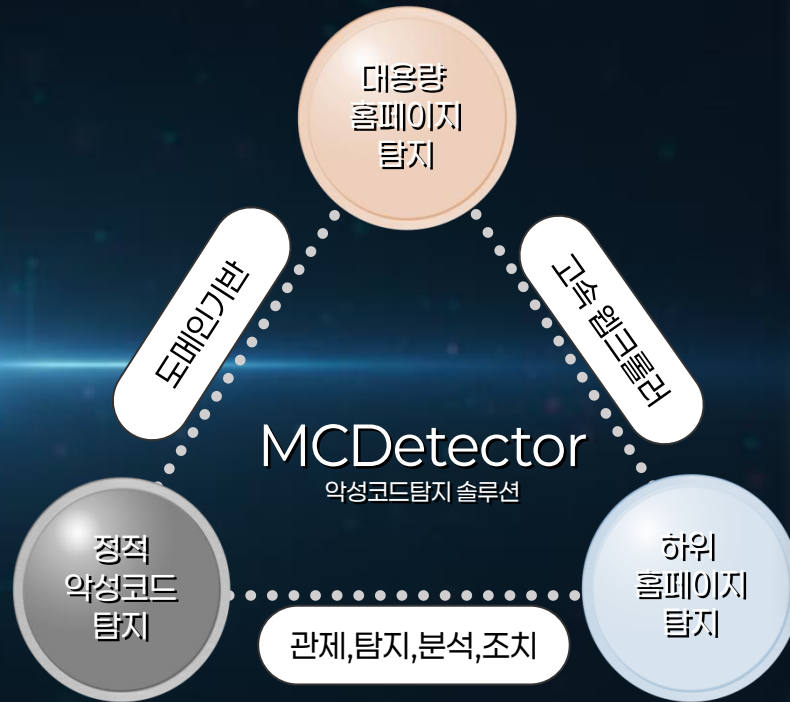 대용량
홈페이지
탐지
도메인기반
고속 웹크롤러
MCDetector
악성코드탐지 솔루션
정적
악성코드
탐지
하위
홈페이지
탐지
관제,탐지,분석,조치